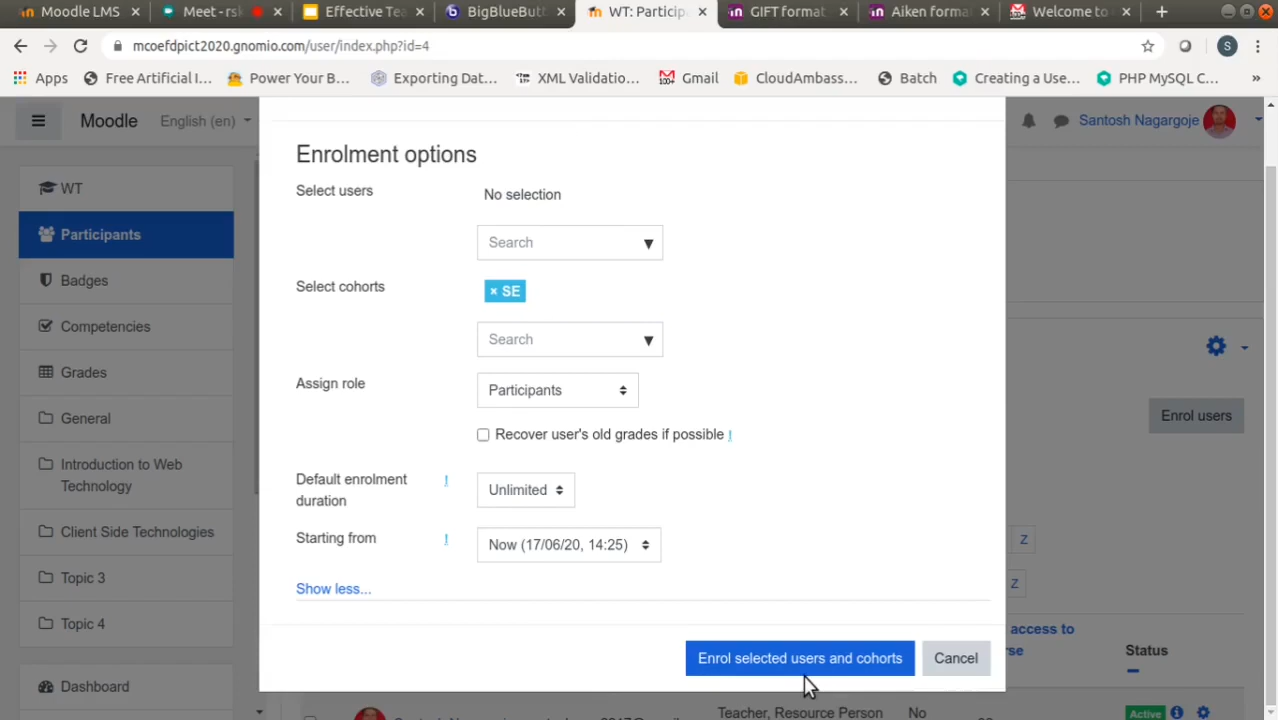 Moodle LMS
Meet - rsk
Effective Tea
BigBlueButt
WT: Particip
GIFT format
Aiken forma
Welcome to
mcoefdpict2020.gnomio.com/user/index.php?id=4
S
Apps
Free Artificial I...
Power Your B...
Exporting Dat...
XML Validatio...
Gmail
CloudAmbass...
Batch
Creating a Use...
PHP MySQL C...
»
Moodle
English (en)
Santosh Nagargoje
WT
Participants
Badges
Competencies
Grades
General
Introduction to Web
Technology
Client Side Technologies
Topic 3
Topic 4
Dashboard
Enrolment options
Select users
No selection
Search
Select cohorts
× SE
Search
Assign role
Participants
Recover user's old grades if possible !
Default enrolment
duration
!
Unlimited
Starting from
!
Now (17/06/20, 14:25)
Show less...
Enrol selected users and cohorts
Cancel
Enrol users
Z
Z
access to
Status
Teacher, Resource Person
No
Active